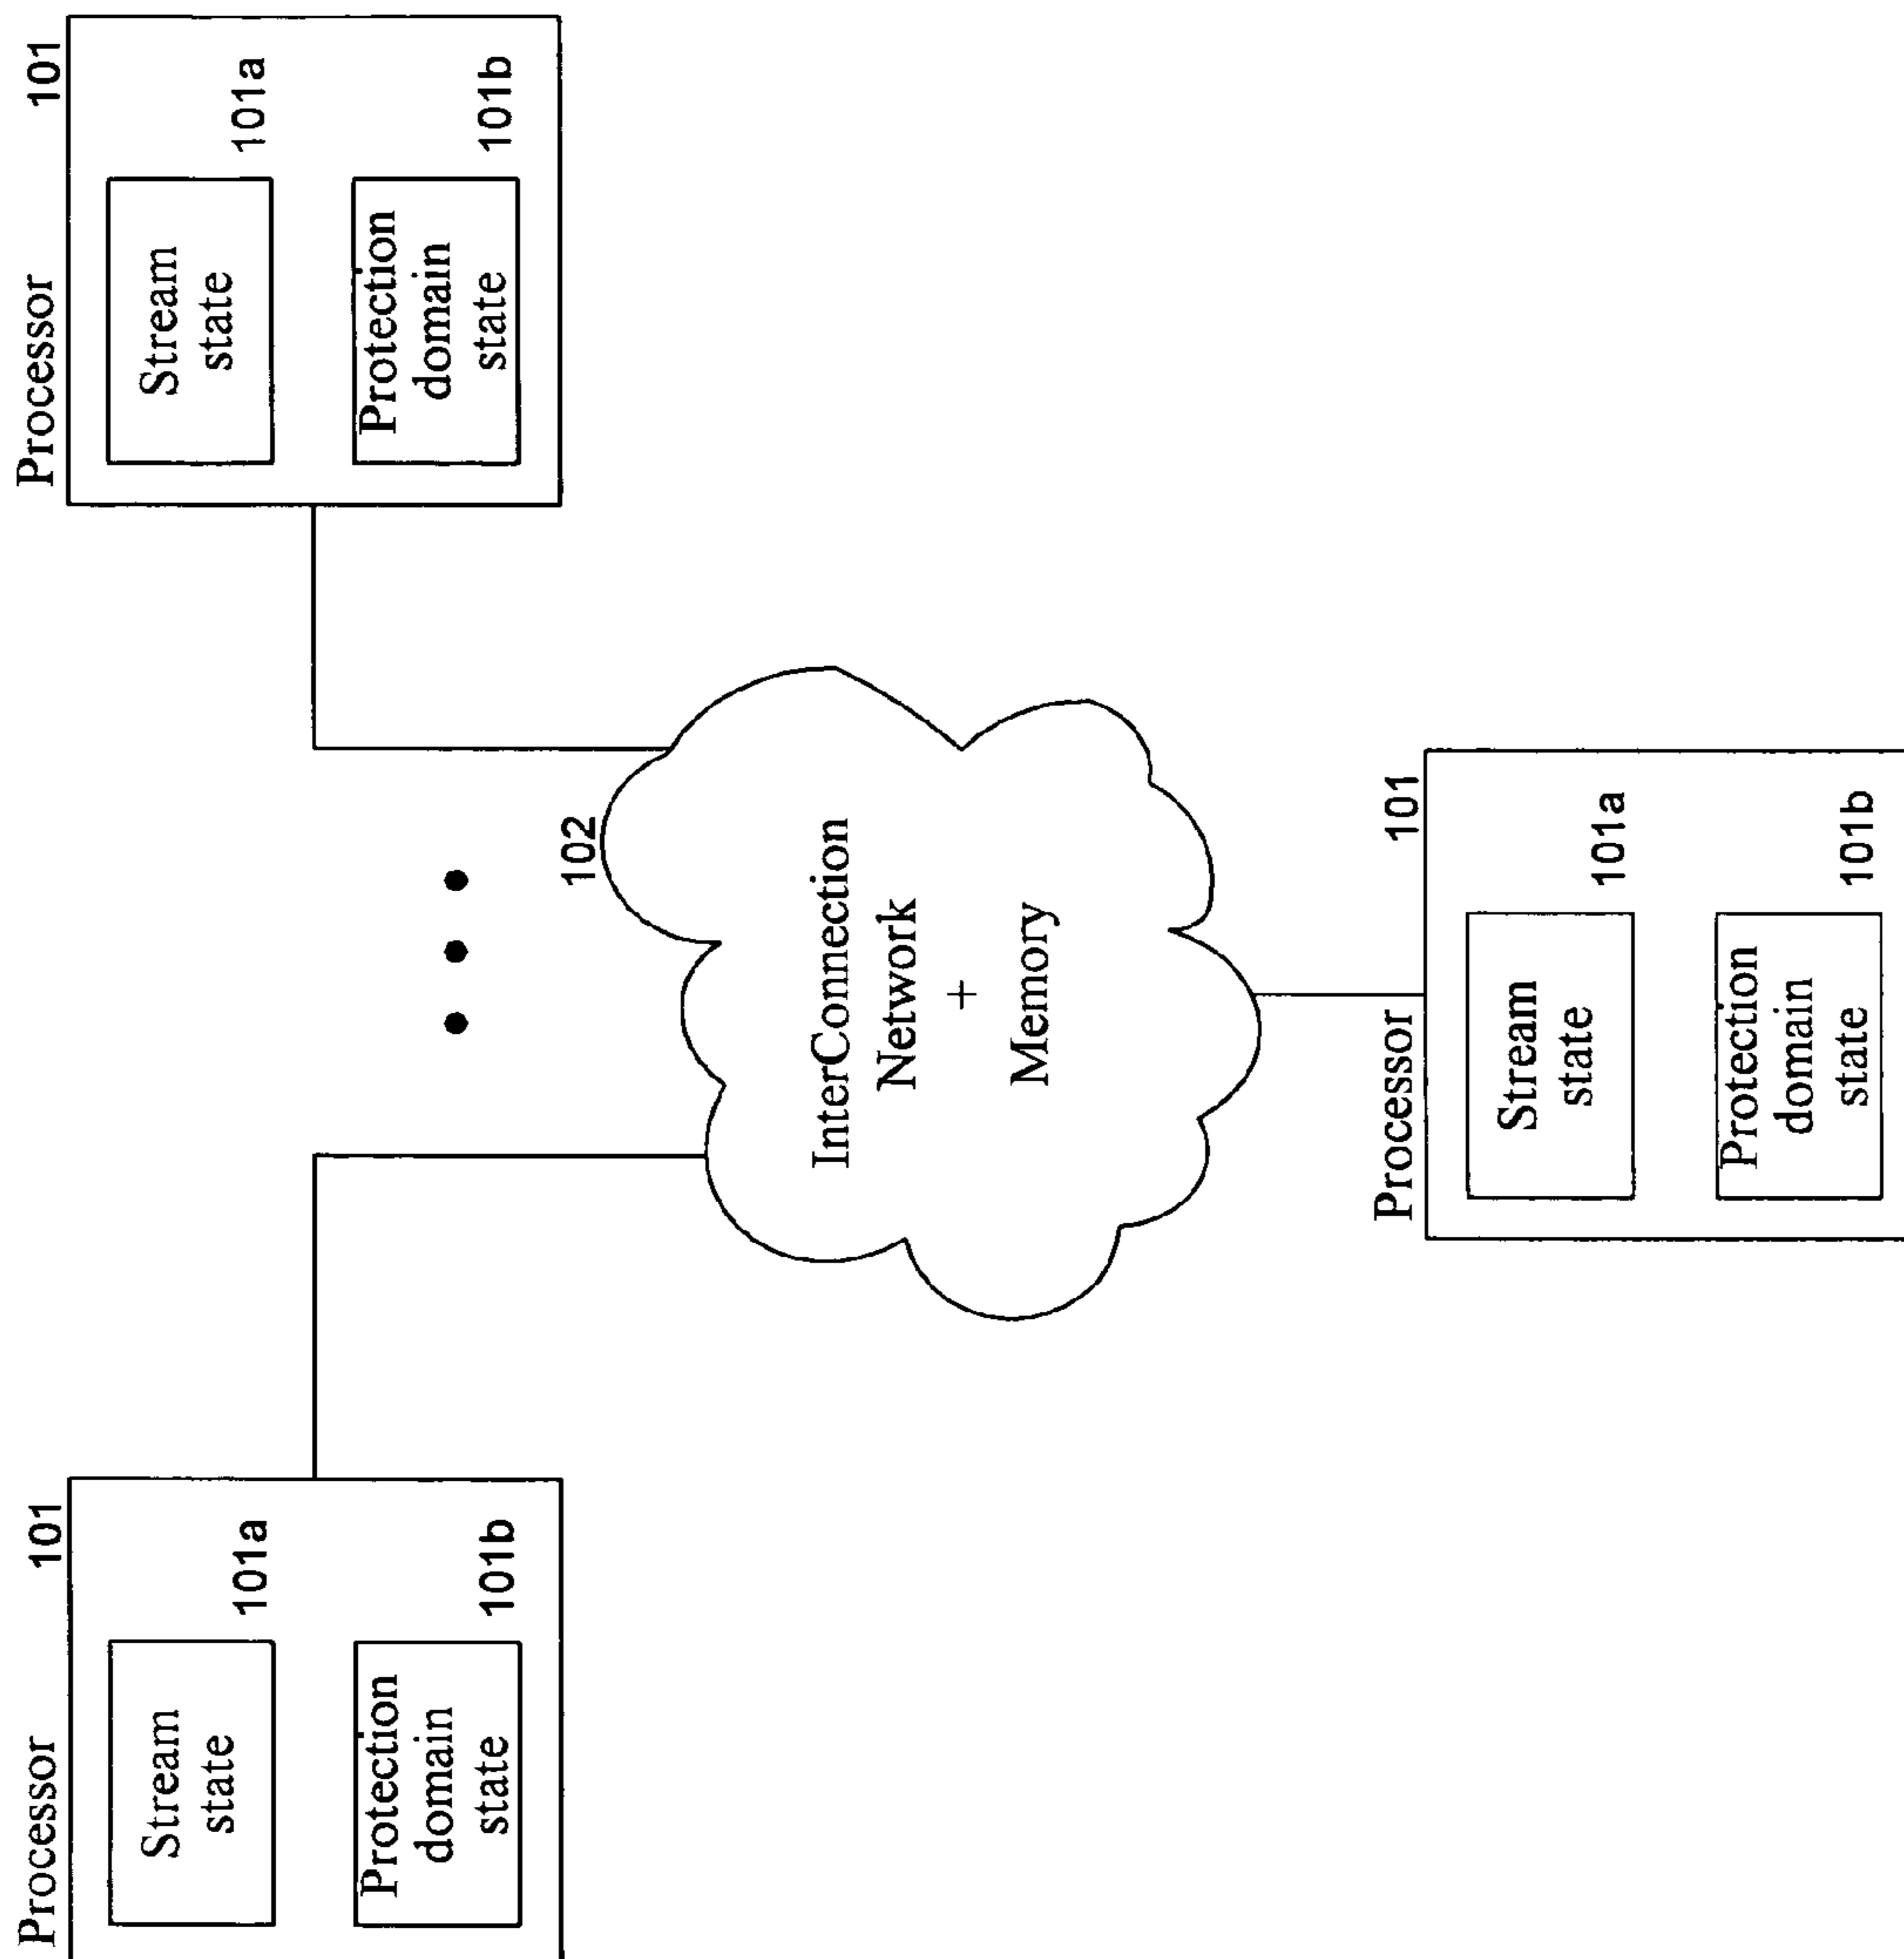 Processor 101
Stream
state
101a
Protection
domain
state
101b
Processor 101
Stream
state
101a
Protection
domain
state
101b
102
InterConnection
Network
+
Memory
Processor 101
Stream
state
101a
Protection
domain
state
101b